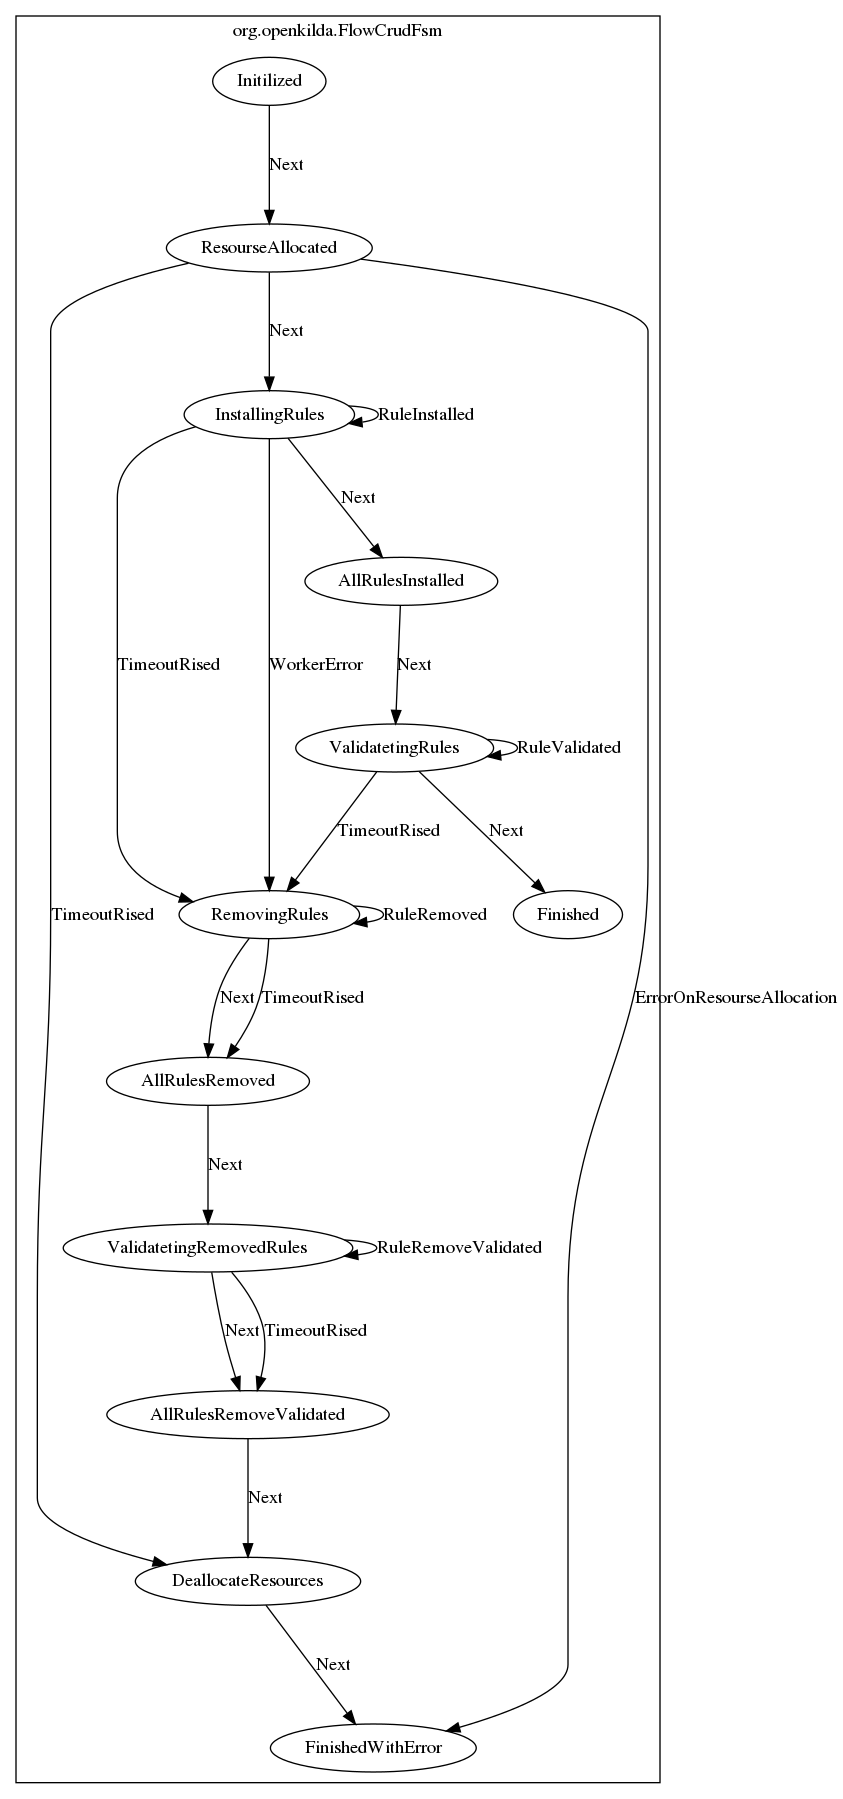 org.openkilda.FlowCrudFsm
Initilized
Next
ResourseAllocated
Next
InstallingRules
RuleInstalled
Next
AllRulesInstalled
TimeoutRised
WorkerError
Next
ValidatetingRules
RuleValidated
TimeoutRised
Next
TimeoutRised
RemovingRules
RuleRemoved
Finished
Next
TimeoutRised
ErrorOnResourseAllocation
AllRulesRemoved
Next
ValidatetingRemovedRules
RuleRemoveValidated
Next
TimeoutRised
AllRulesRemoveValidated
Next
DeallocateResources
Next
FinishedWithError